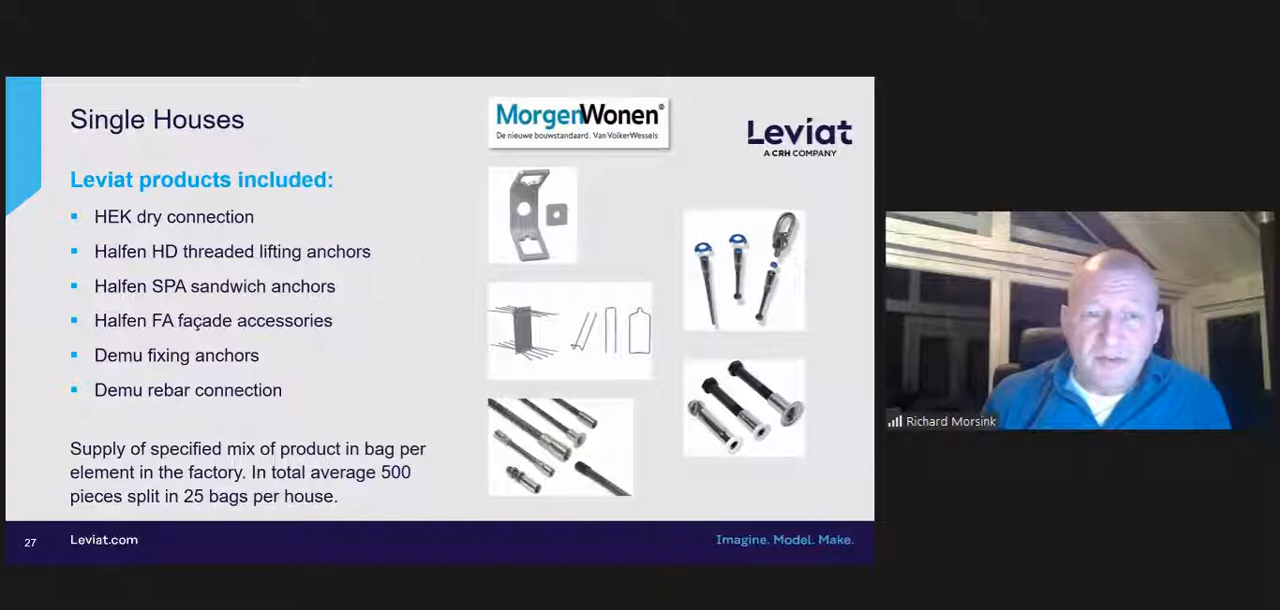 Single Houses
MorgenWonen®
De nieuwe bouwstandaard. Van VolkerWessels
Leviat
A CRH COMPANY
Leviat products included:
HEK dry connection
Halfen HD threaded lifting anchors
Halfen SPA sandwich anchors
Halfen FA façade accessories
Demu fixing anchors
Demu rebar connection
Supply of specified mix of product in bag per
element in the factory. In total average 500
pieces split in 25 bags per house.
27
Leviat.com
Imagine. Model. Make.
Richard Morsink